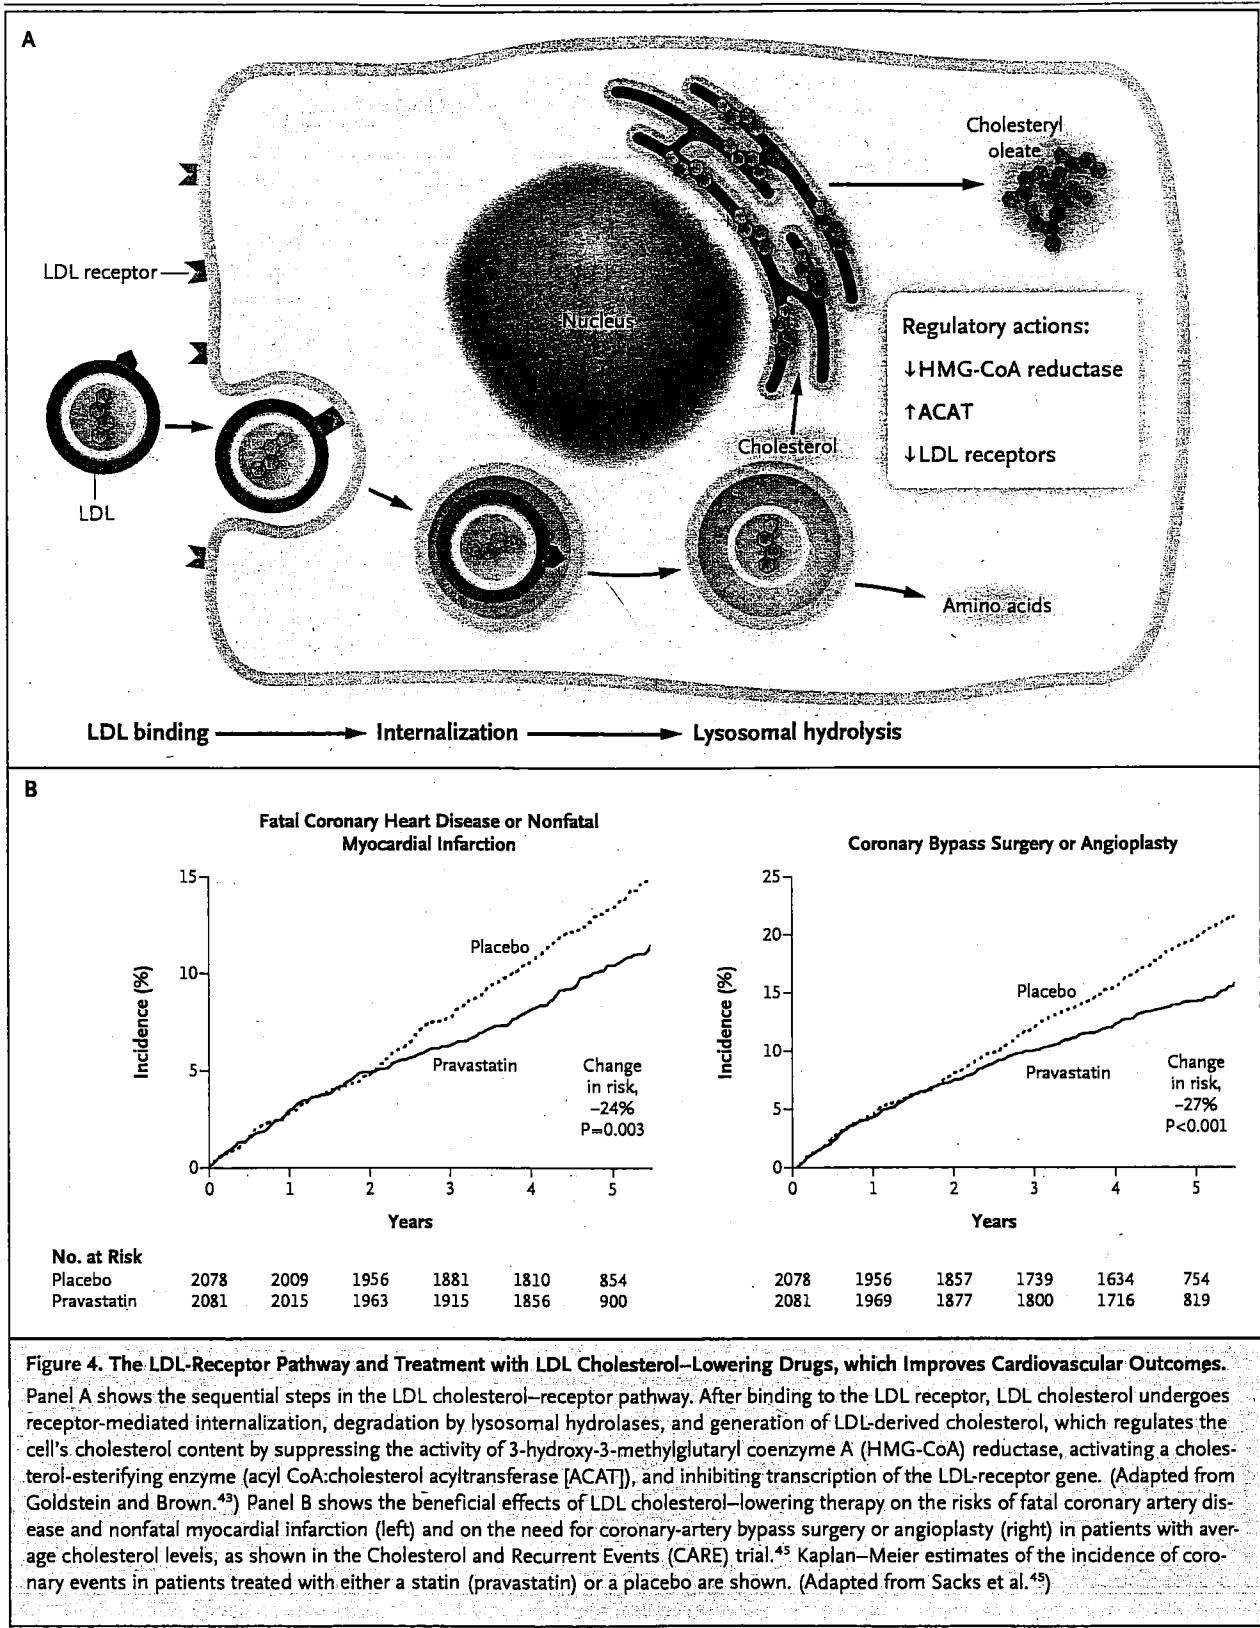 A
Cholesteryl
oleate
LDL receptor
Nucleus
Regulatory actions:
↓HMG-CoA reductase
↑ACAT
↓LDL receptors
Cholesterol
LDL
Amino acids
LDL binding → Internalization → Lysosomal hydrolysis
B
Fatal Coronary Heart Disease or Nonfatal
Myocardial Infarction
15
10
5
0
Incidence (%)
Placebo
Pravastatin
Change
in risk,
–24%
P=0.003
0 1 2 3 4 5
Years
Coronary Bypass Surgery or Angioplasty
25
20
15
10
5
0
Incidence (%)
Placebo
Pravastatin
Change
in risk,
–27%
P<0.001
0 1 2 3 4 5
Years
No. at Risk
Placebo 2078 2009 1956 1881 1810 854 2078 1956 1857 1739 1634 754
Pravastatin 2081 2015 1963 1915 1856 900 2081 1969 1877 1800 1716 819
Figure 4. The LDL-Receptor Pathway and Treatment with LDL Cholesterol–Lowering Drugs, which Improves Cardiovascular Outcomes.
Panel A shows the sequential steps in the LDL cholesterol–receptor pathway. After binding to the LDL receptor, LDL cholesterol undergoes
receptor-mediated internalization, degradation by lysosomal hydrolases, and generation of LDL-derived cholesterol, which regulates the
cell's cholesterol content by suppressing the activity of 3-hydroxy-3-methylglutaryl coenzyme A (HMG-CoA) reductase, activating a choles-
terol-esterifying enzyme (acyl CoA:cholesterol acyltransferase [ACAT]), and inhibiting transcription of the LDL-receptor gene. (Adapted from
Goldstein and Brown.⁴³) Panel B shows the beneficial effects of LDL cholesterol–lowering therapy on the risks of fatal coronary artery dis-
ease and nonfatal myocardial infarction (left) and on the need for coronary-artery bypass surgery or angioplasty (right) in patients with aver-
age cholesterol levels, as shown in the Cholesterol and Recurrent Events (CARE) trial.⁴⁵ Kaplan–Meier estimates of the incidence of coro-
nary events in patients treated with either a statin (pravastatin) or a placebo are shown. (Adapted from Sacks et al.⁴⁵)